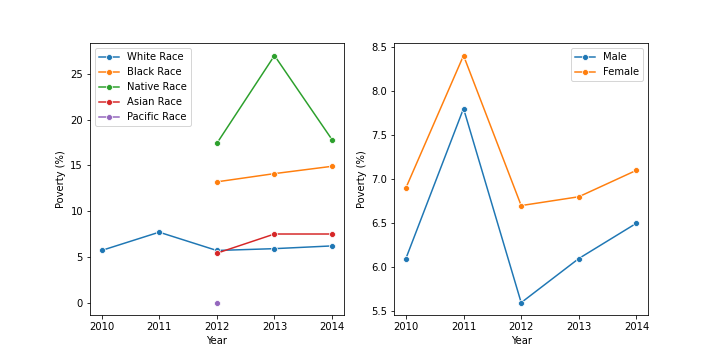 White Race
Black Race
Native Race
Asian Race
Pacific Race
25
20
15
10
5
0
Poverty (%)
2010 2011 2012 2013 2014
Year
Male
Female
8.5
8.0
7.5
7.0
6.5
6.0
5.5
Poverty (%)
2010 2011 2012 2013 2014
Year